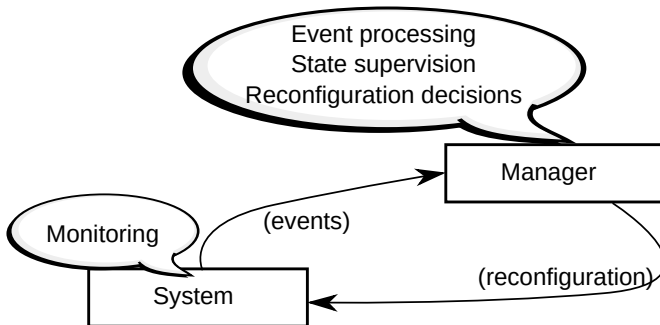 Event processing
State supervision
Reconfiguration decisions
Manager
(events)
Monitoring
(reconfiguration)
System